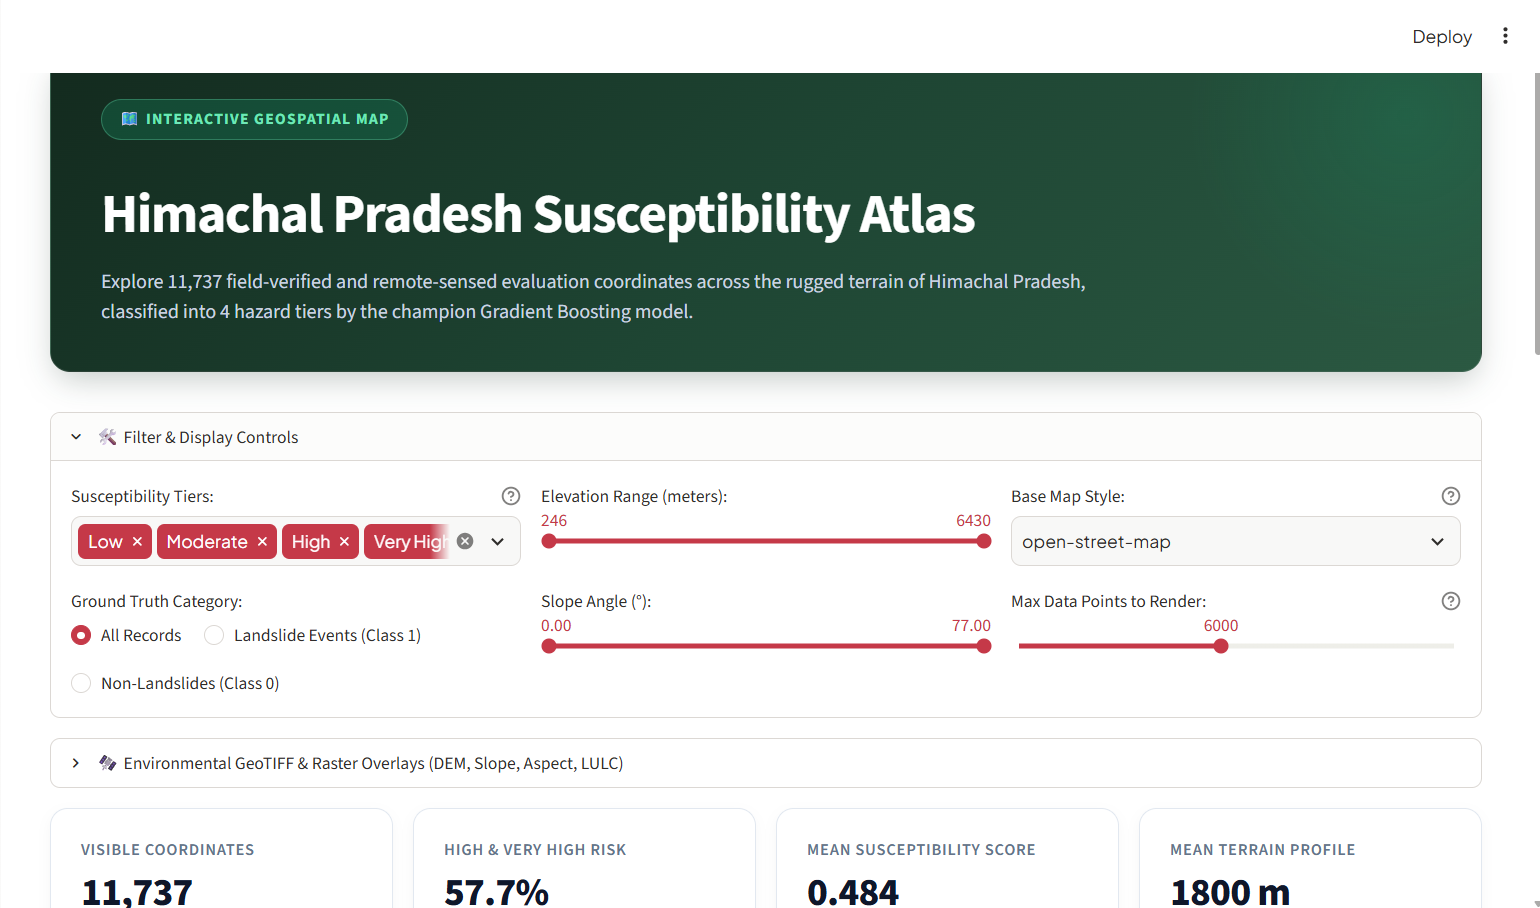 Deploy
INTERACTIVE GEOSPATIAL MAP
Himachal Pradesh Susceptibility Atlas
Explore 11,737 field-verified and remote-sensed evaluation coordinates across the rugged terrain of Himachal Pradesh,
classified into 4 hazard tiers by the champion Gradient Boosting model.
Filter & Display Controls
Susceptibility Tiers:
Low
Moderate
High
Very High
Elevation Range (meters):
246 6430
Base Map Style:
open-street-map
Ground Truth Category:
All Records
Landslide Events (Class 1)
Non-Landslides (Class 0)
Slope Angle (°):
0.00 77.00
Max Data Points to Render:
6000
Environmental GeoTIFF & Raster Overlays (DEM, Slope, Aspect, LULC)
VISIBLE COORDINATES
11,737
HIGH & VERY HIGH RISK
57.7%
MEAN SUSCEPTIBILITY SCORE
0.484
MEAN TERRAIN PROFILE
1800 m